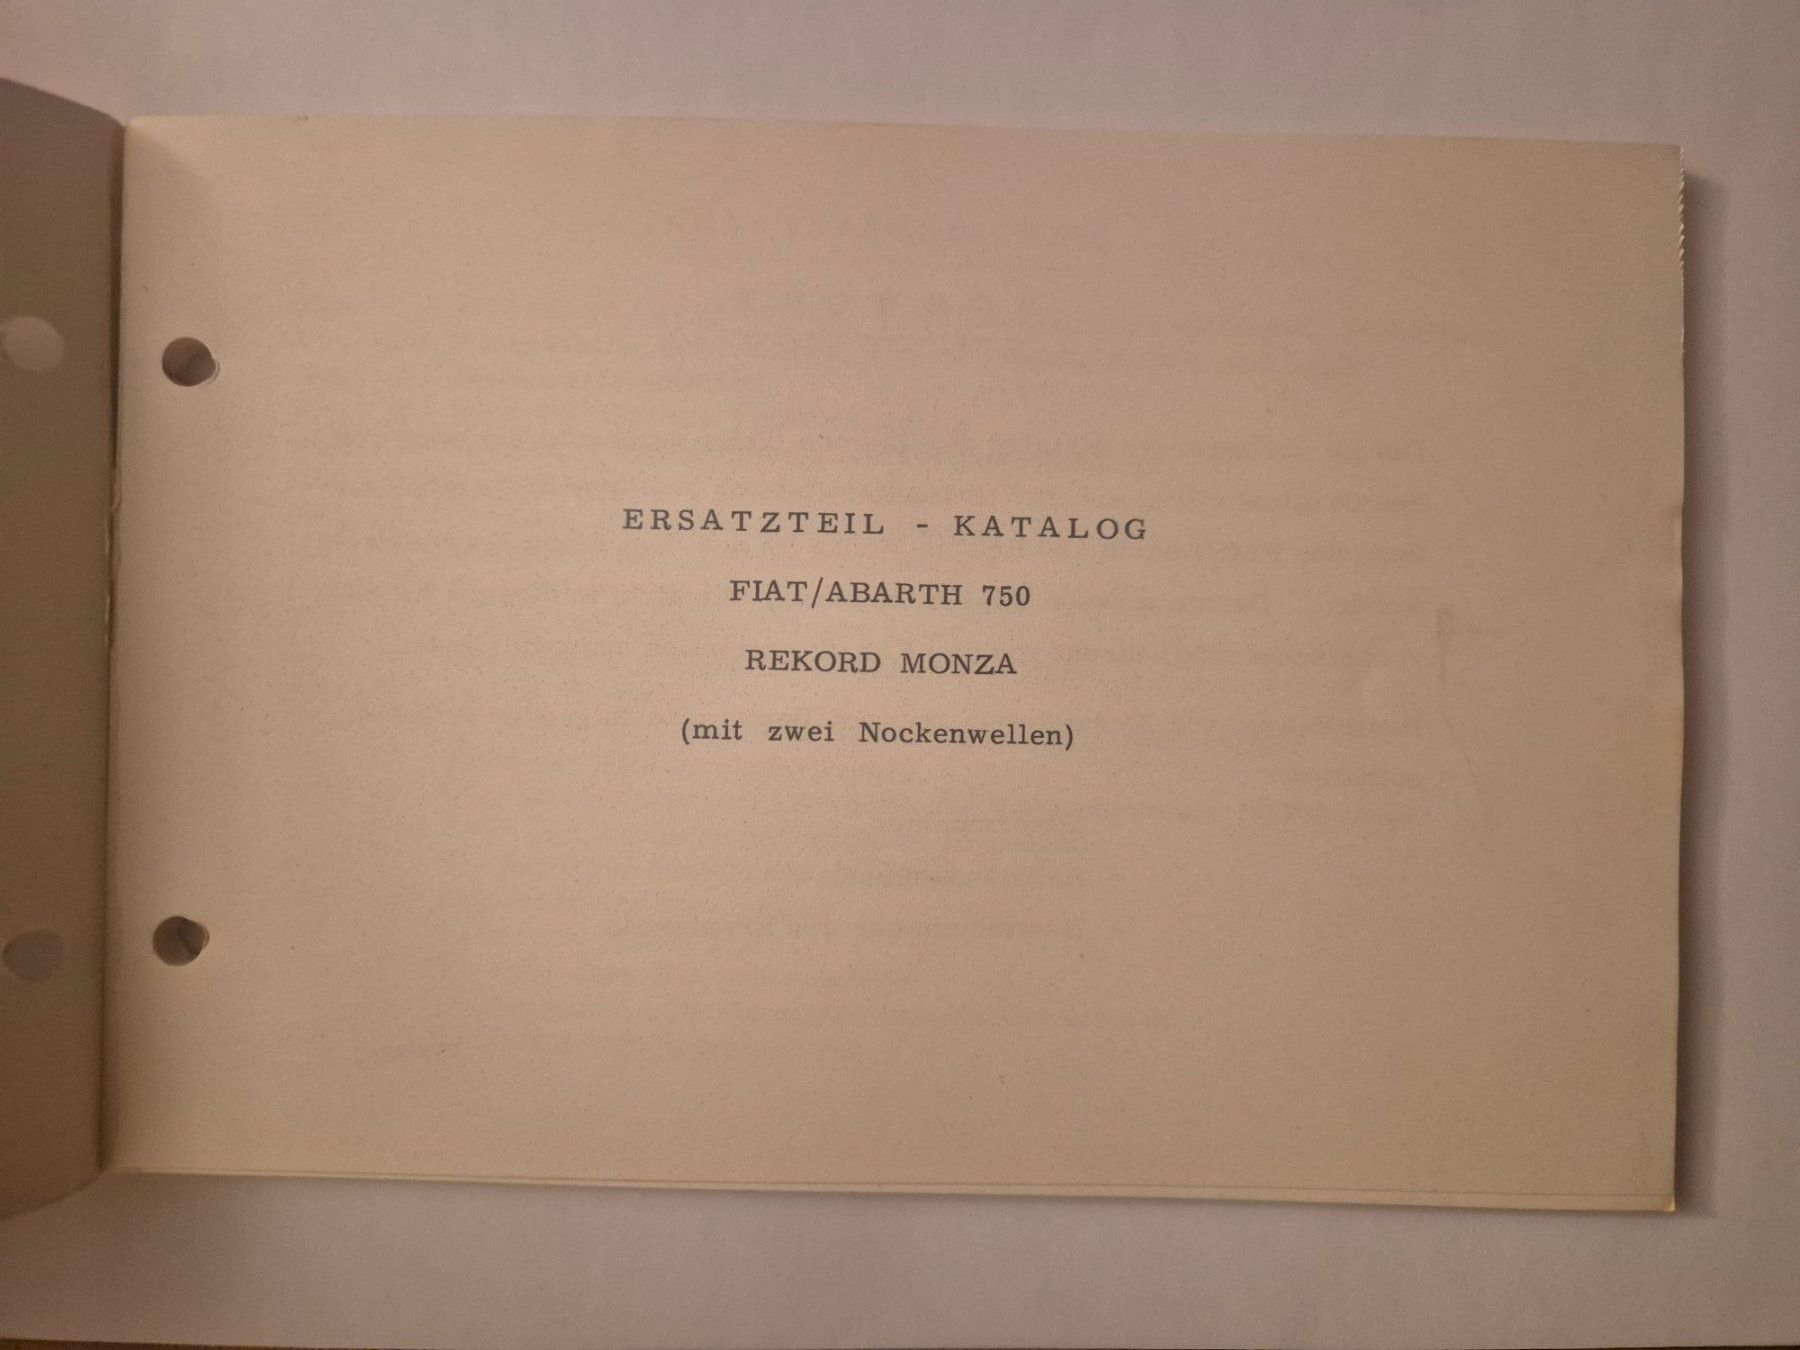 ERSATZTEIL - KATALOG
FIAT/ABARTH 750
REKORD MONZA
(mit zwei Nockenwellen)